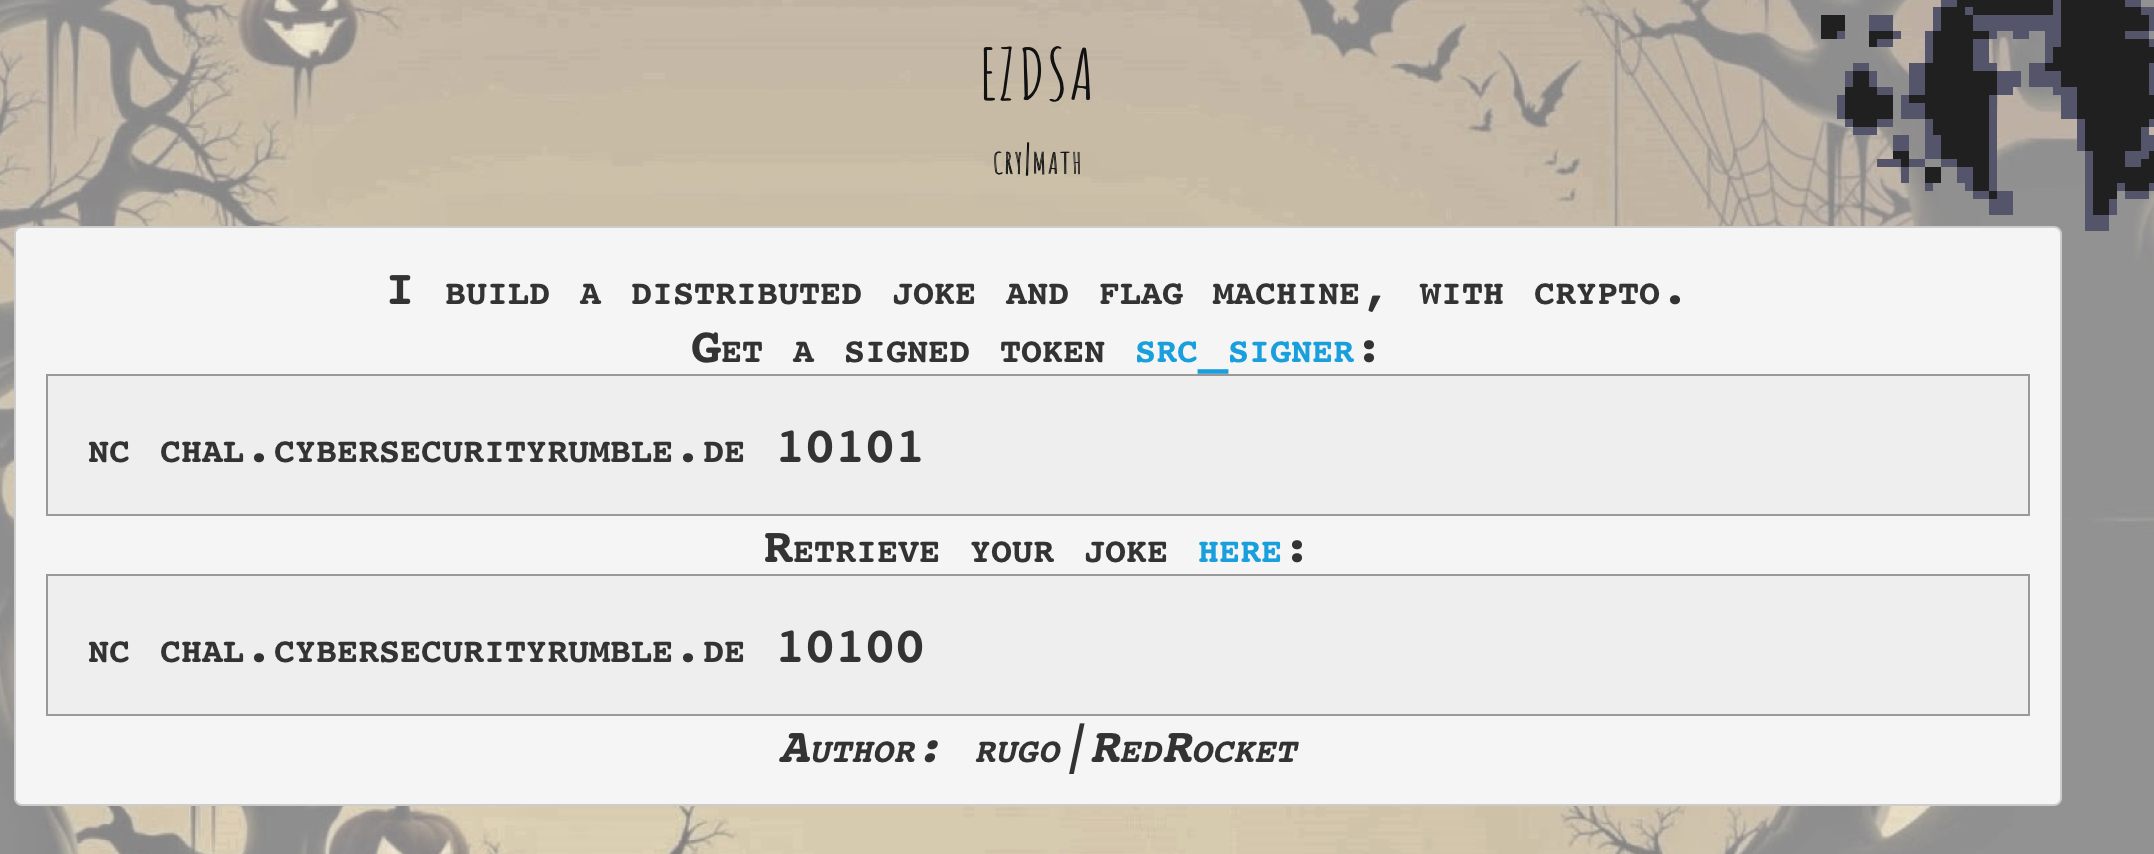 EZDSA
CRY/MATH
I build a distributed joke and flag machine, with crypto.
Get a signed token src_signer:
nc chal.cybersecurityrumble.de 10101
Retrieve your joke here:
nc chal.cybersecurityrumble.de 10100
Author: rugo|RedRocket